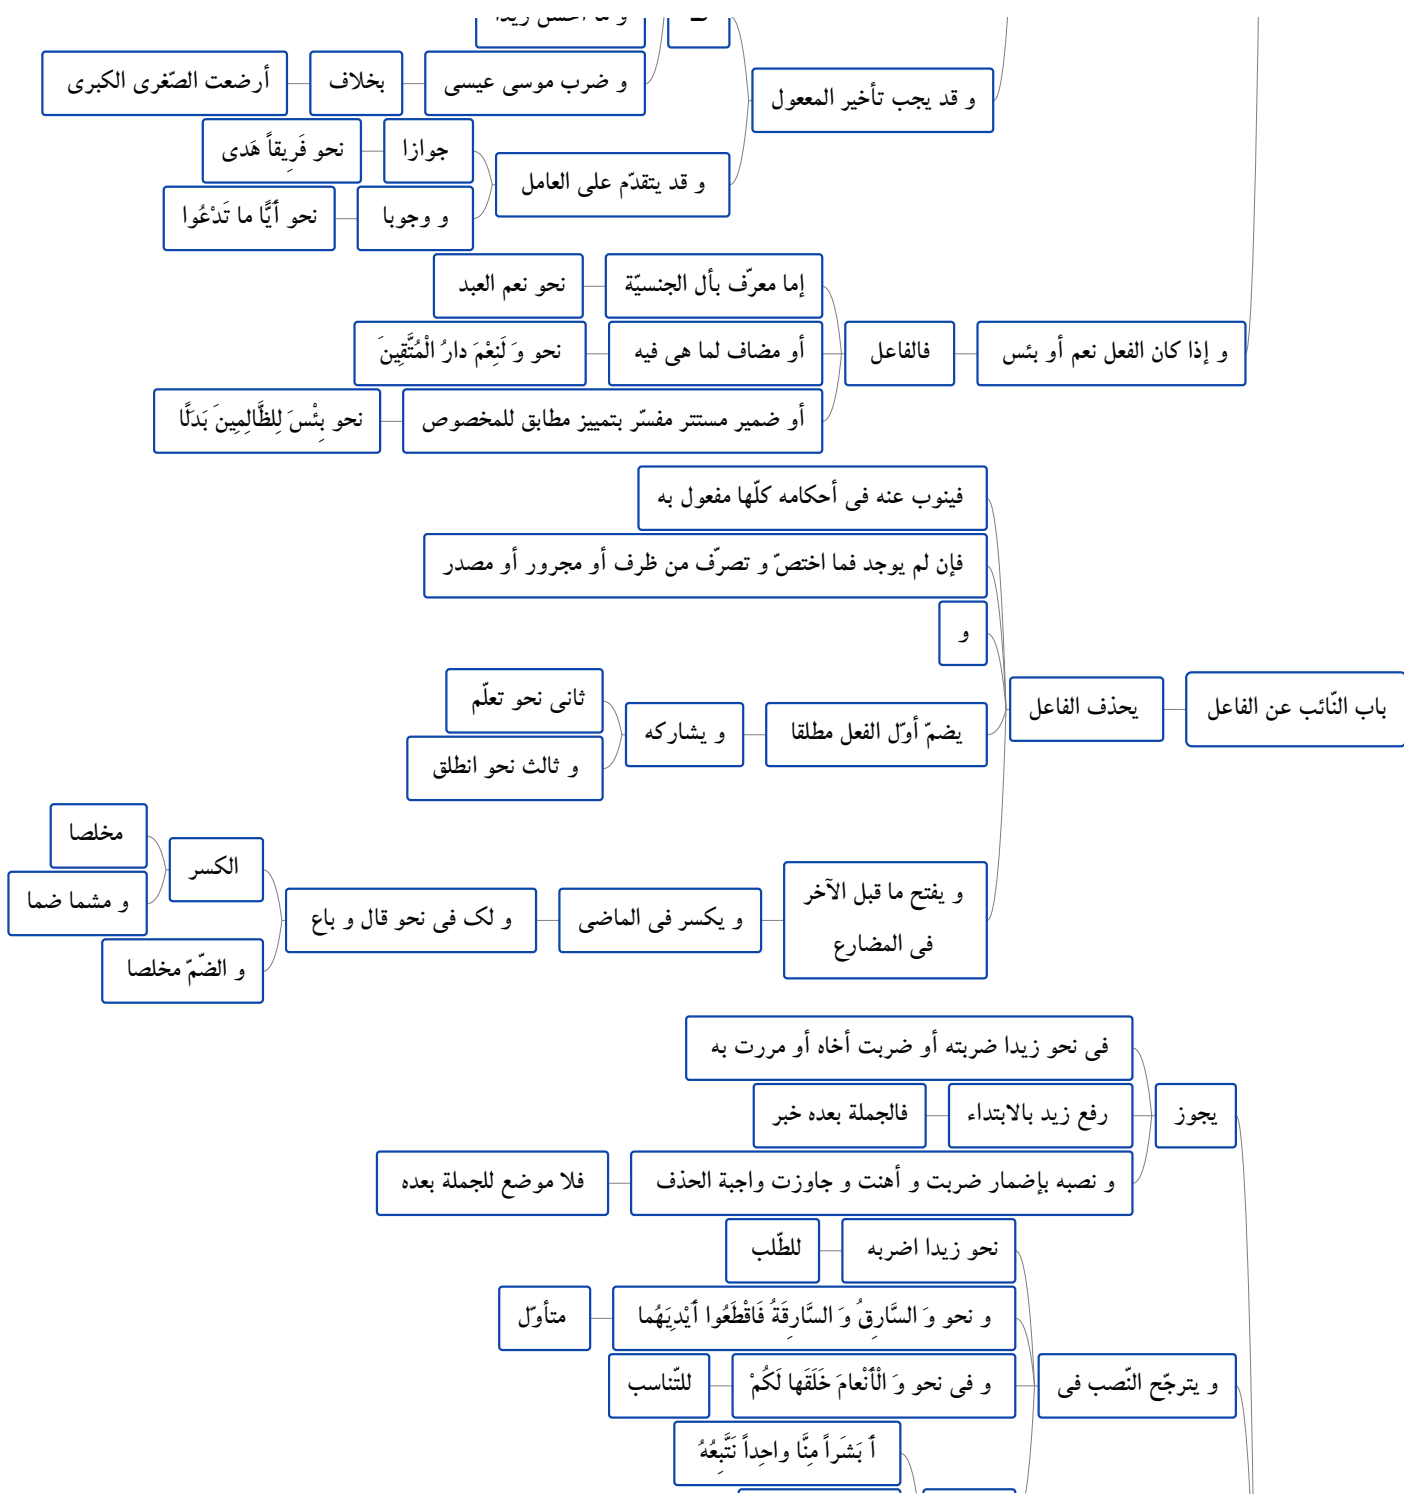 و قد يجب تأخير المععول
و ضرب موسى عيسى
بخلاف
أرضعت الصّغرى الكبرى
و قد يتقدّم على العامل
جوازا
نحو فَرِيقاً هَدى
و وجوبا
نحو أَيًّا ما تَدْعُوا
و إذا كان الفعل نعم أو بئس
فالفاعل
إما معرّف بأل الجنسيّة
نحو نعم العبد
أو مضاف لما هى فيه
نحو وَ لَنِعْمَ دارُ الْمُتَّقِينَ
أو ضمير مستتر مفسّر بتمييز مطابق للمخصوص
نحو بِئْسَ لِلظَّالِمِينَ بَدَلًا
باب النّائب عن الفاعل
يحذف الفاعل
فينوب عنه فى أحكامه كلّها مفعول به
فإن لم يوجد فما اختصّ و تصرّف من ظرف أو مجرور أو مصدر
و
يضمّ أوّل الفعل مطلقا
و يشاركه
ثانى نحو تعلّم
و ثالث نحو انطلق
و يفتح ما قبل الآخر
فى المضارع
و يكسر فى الماضى
و لک فى نحو قال و باع
الكسر
مخلصا
و مشما ضما
و الضّمّ مخلصا
يجوز
فى نحو زيدا ضربته أو ضربت أخاه أو مررت به
رفع زيد بالابتداء
فالجملة بعده خبر
و نصبه بإضمار ضربت و أهنت و جاوزت واجبة الحذف
فلا موضع للجملة بعده
و يترجّح النّصب فى
نحو زيدا اضربه
للطّلب
و نحو وَ السَّارِقُ وَ السَّارِقَةُ فَاقْطَعُوا أَيْدِيَهُما
متأوّل
و فى نحو وَ الْأَنْعامَ خَلَقَها لَكُمْ
للتّناسب
أَ بَشَراً مِنَّا واحِداً نَتَّبِعُهُ